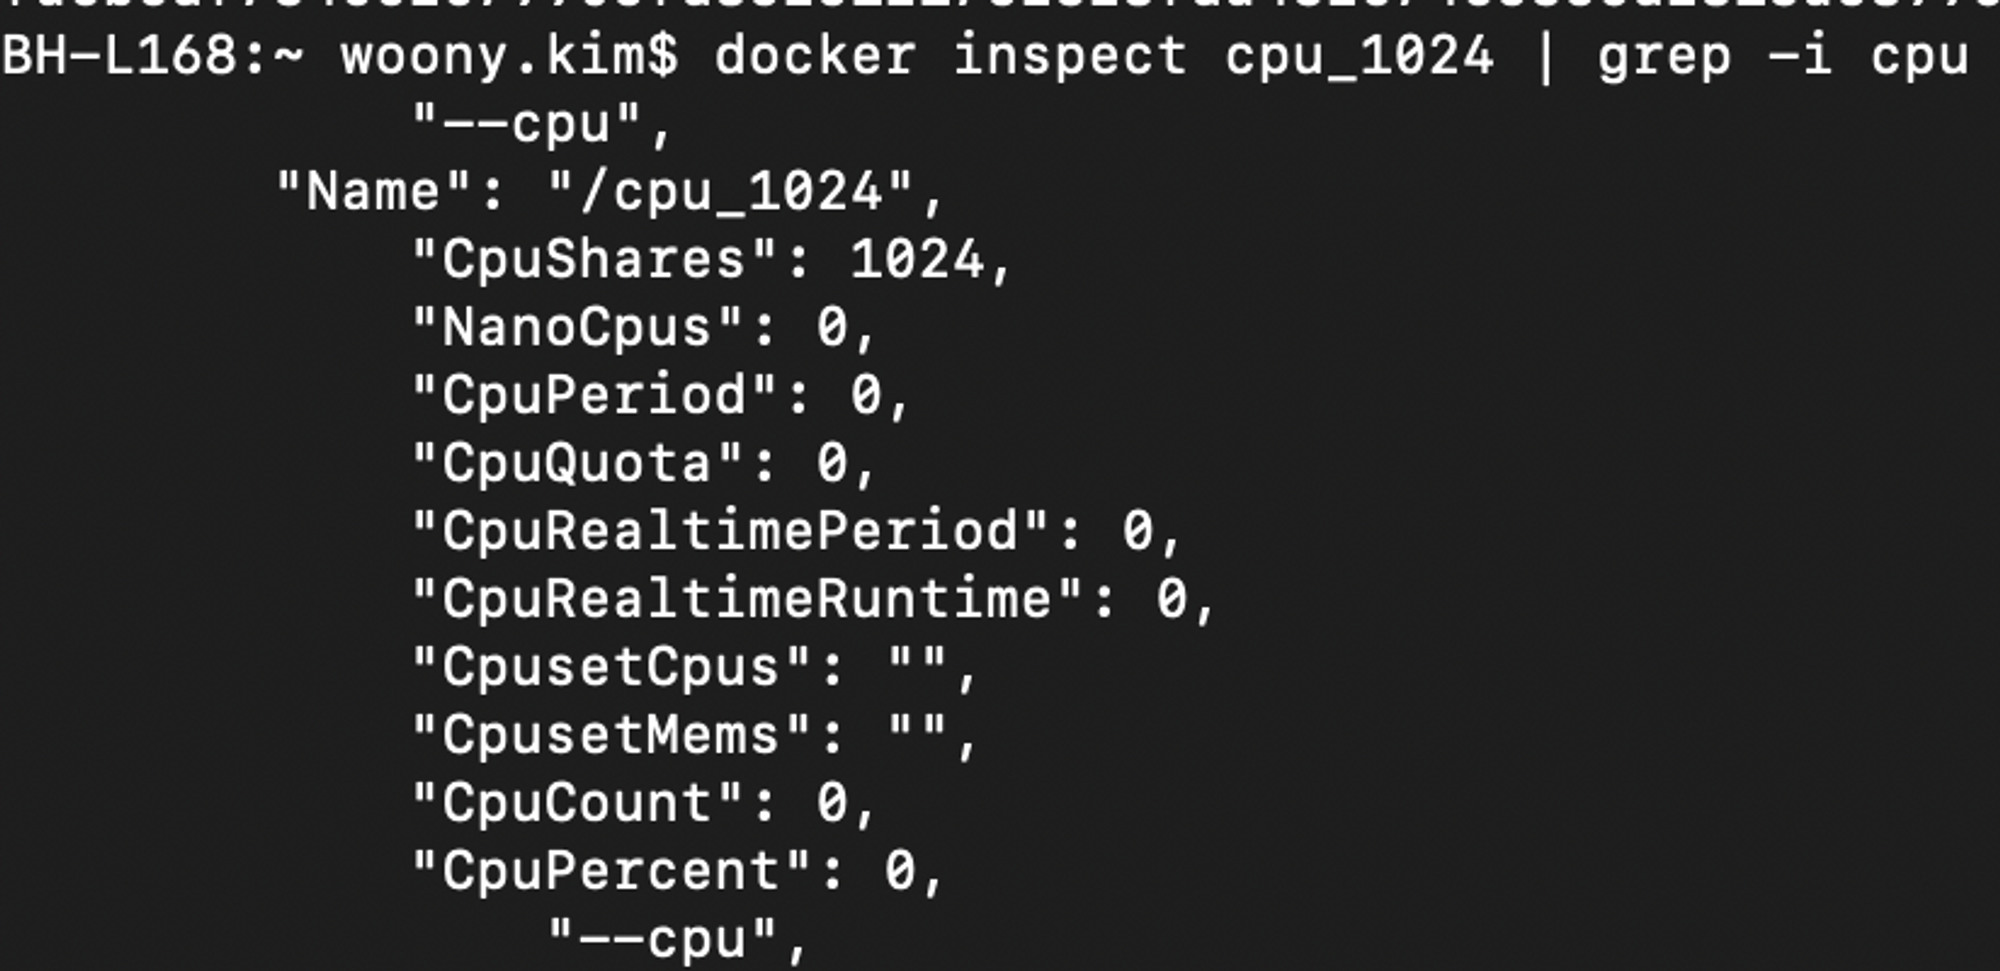 BH-L168:~ woony.kim$ docker inspect cpu_1024 | grep -i cpu
"--cpu",
"Name": "/cpu_1024",
"CpuShares": 1024,
"NanoCpus": 0,
"CpuPeriod": 0,
"CpuQuota": 0,
"CpuRealtimePeriod": 0,
"CpuRealtimeRuntime": 0,
"CpusetCpus": "",
"CpusetMems": "",
"CpuCount": 0,
"CpuPercent": 0,
"--cpu",